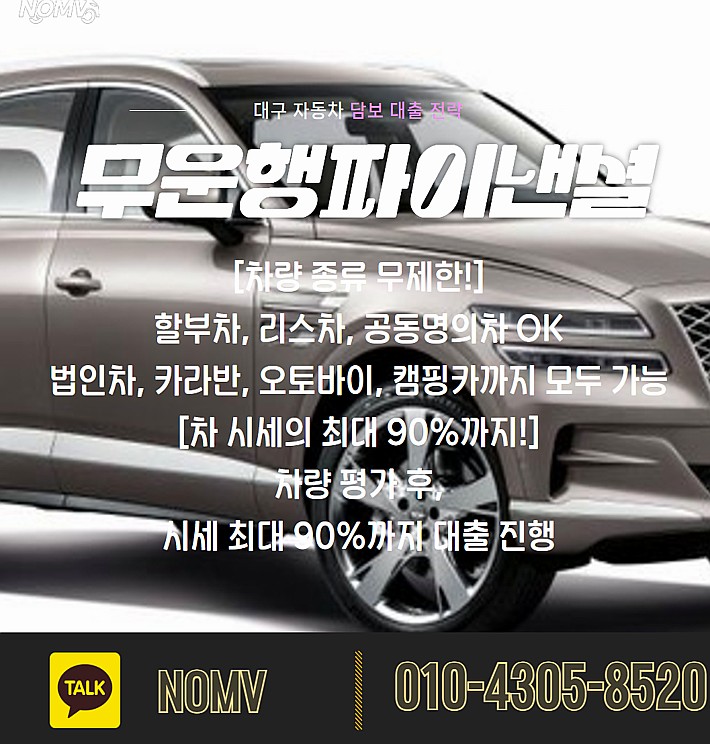 NOMV
대구 자동차 담보 대출 전략
무운행파이낸셜
[차량 종류 무제한!]
할부차, 리스차, 공동명의차 OK
법인차, 카라반, 오토바이, 캠핑카까지 모두 가능
[차 시세의 최대 90%까지!]
차량 평가 후,
시세 최대 90%까지 대출 진행
TALK
NOMV
010-4305-8520